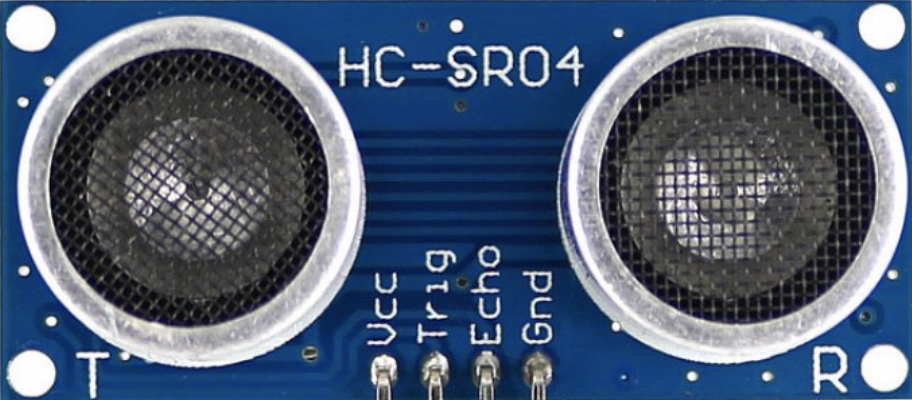 HC-SR04
Vcc
Trig
Echo
Gnd
T
R